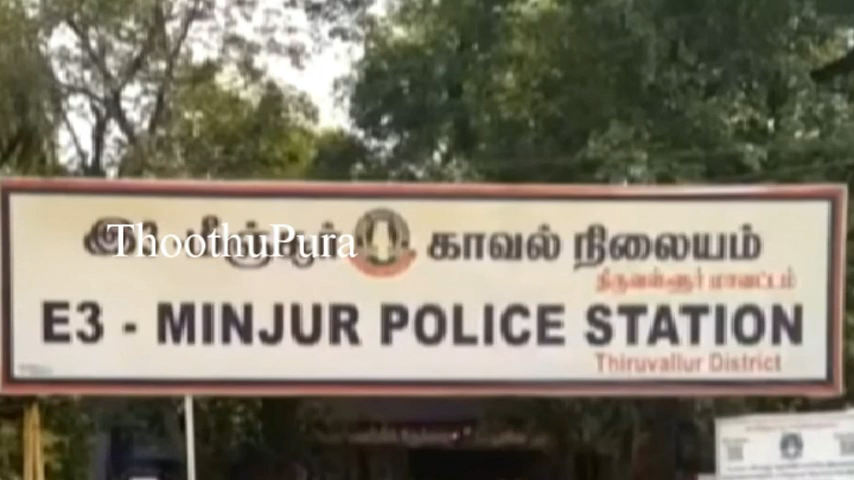 ThoothuPura
காவல் நிலையம்
திருவள்ளூர் மாவட்டம்
E3 - MINJUR POLICE STATION
Thiruvallur District